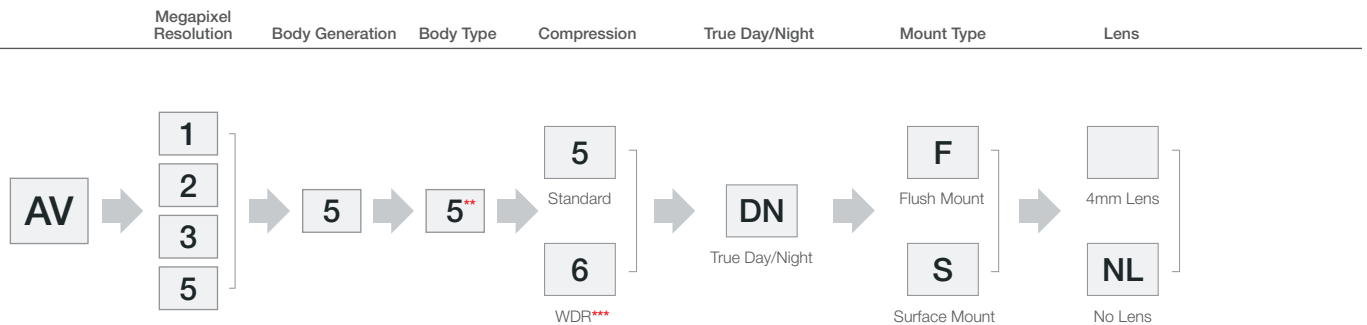 Megapixel
Resolution
Body Generation
Body Type
Compression
True Day/Night
Mount Type
Lens
AV
1
2
3
5
5
5**
5
Standard
6
WDR***
DN
True Day/Night
F
Flush Mount
S
Surface Mount
4mm Lens
NL
No Lens